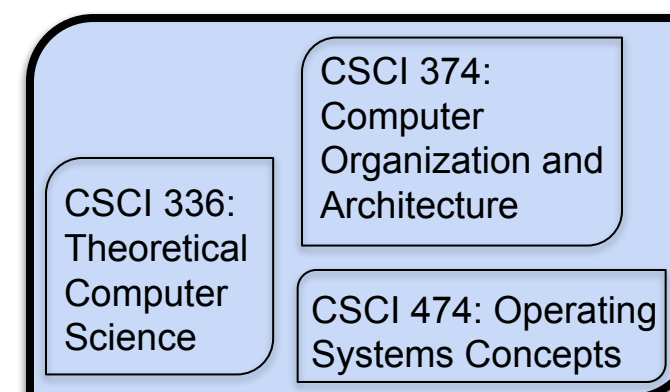 CSCI 374:
Computer
Organization and
Architecture
CSCI 336:
Theoretical
Computer
Science
CSCI 474: Operating
Systems Concepts